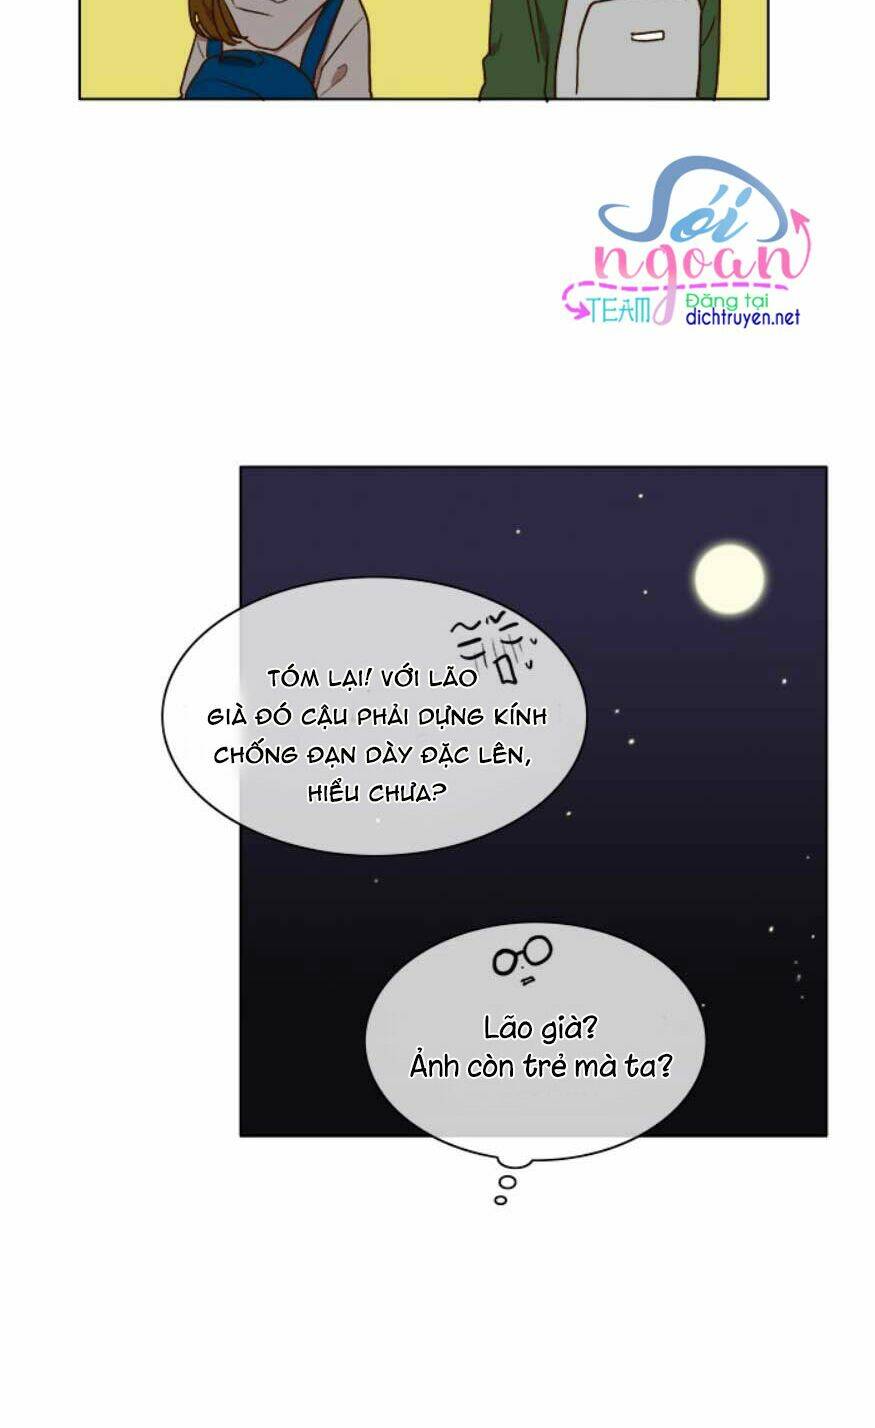 Sói
ngoan
TEAM
Đăng tại
dichtruyen.net
TÓM LẠI! VỚI LÃO
GIÀ ĐÓ CẬU PHẢI DỰNG KÍNH
CHỐNG ĐẠN DÀY ĐẶC LÊN,
HIỂU CHƯA?
Lão già?
Ảnh còn trẻ mà ta?